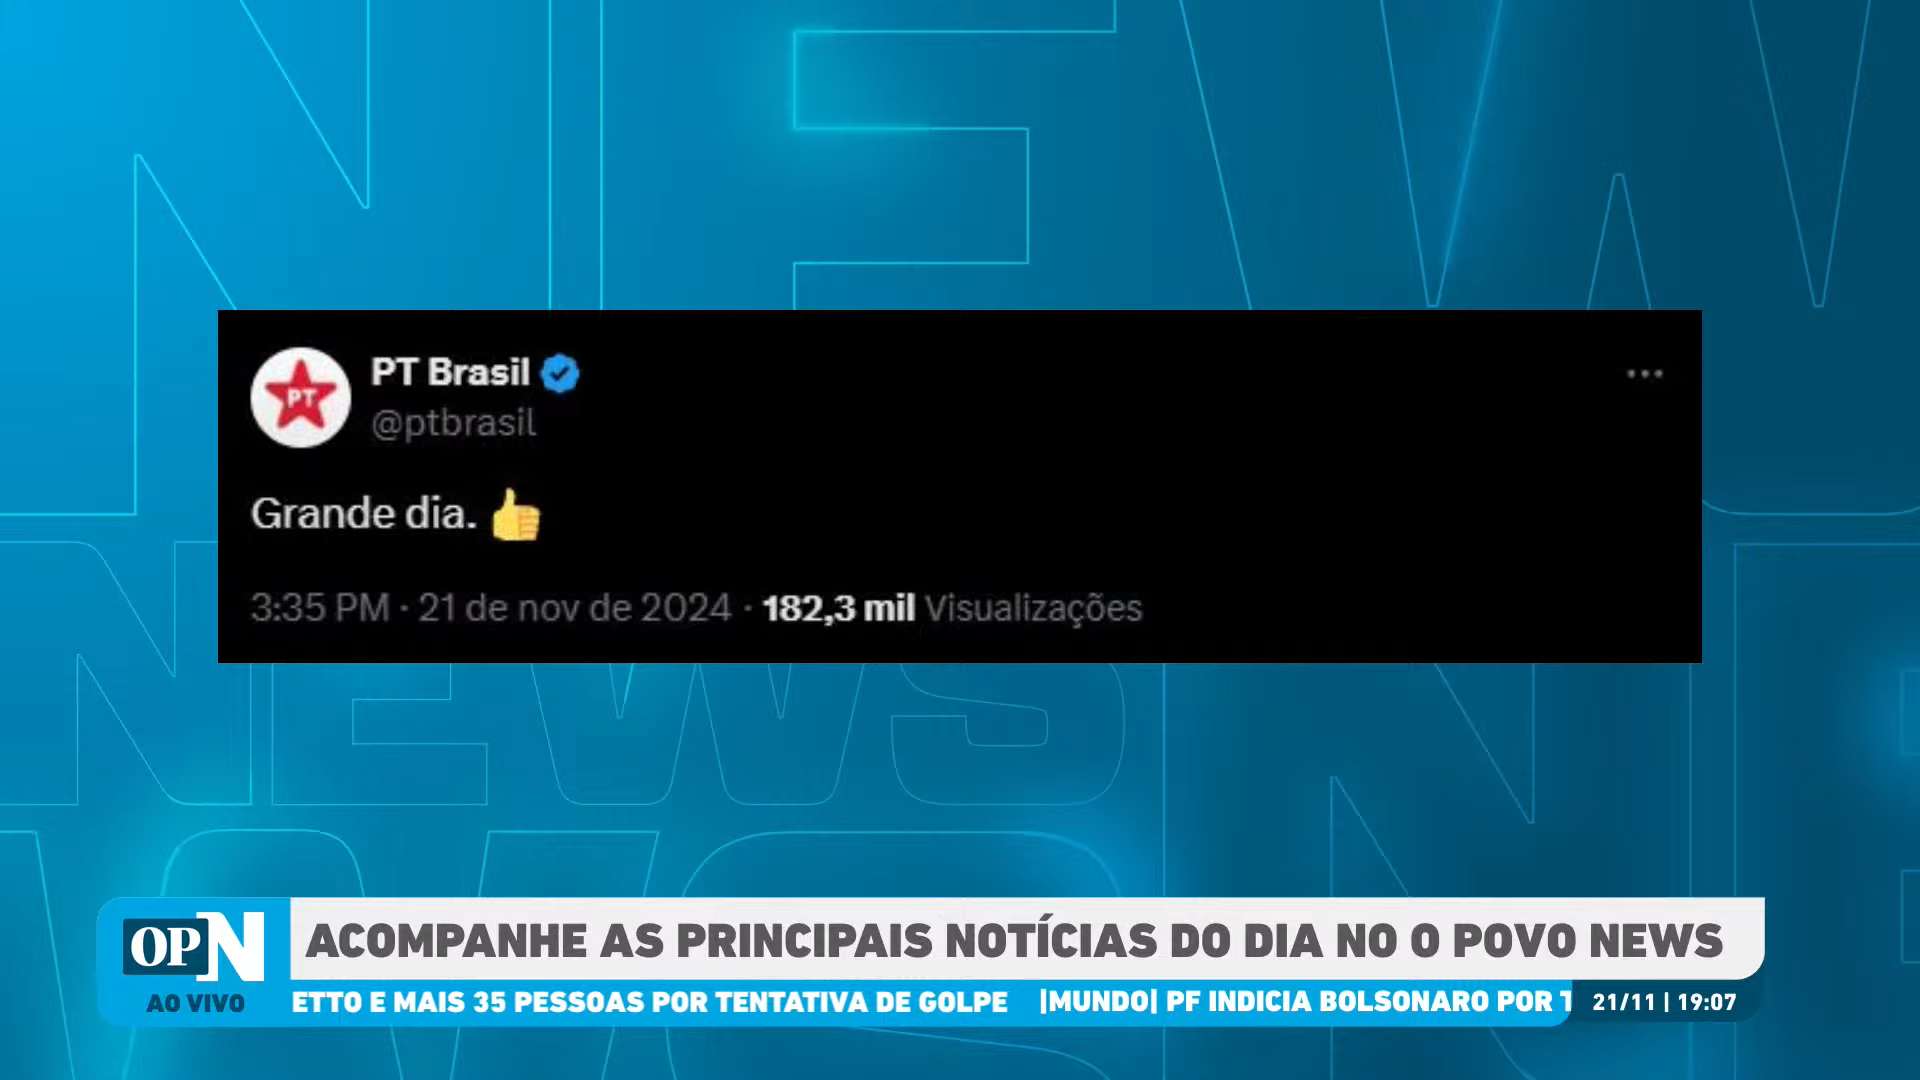 PT Brasil
@ptbrasil
PT
Grande dia. 👍
3:35 PM · 21 de nov de 2024 · 182,3 mil Visualizações
NEWS
OPN
AO VIVO
ACOMPANHE AS PRINCIPAIS NOTÍCIAS DO DIA NO O POVO NEWS
ETTO E MAIS 35 PESSOAS POR TENTATIVA DE GOLPE |MUNDO| PF INDICIA BOLSONARO POR T
21/11 | 19:07